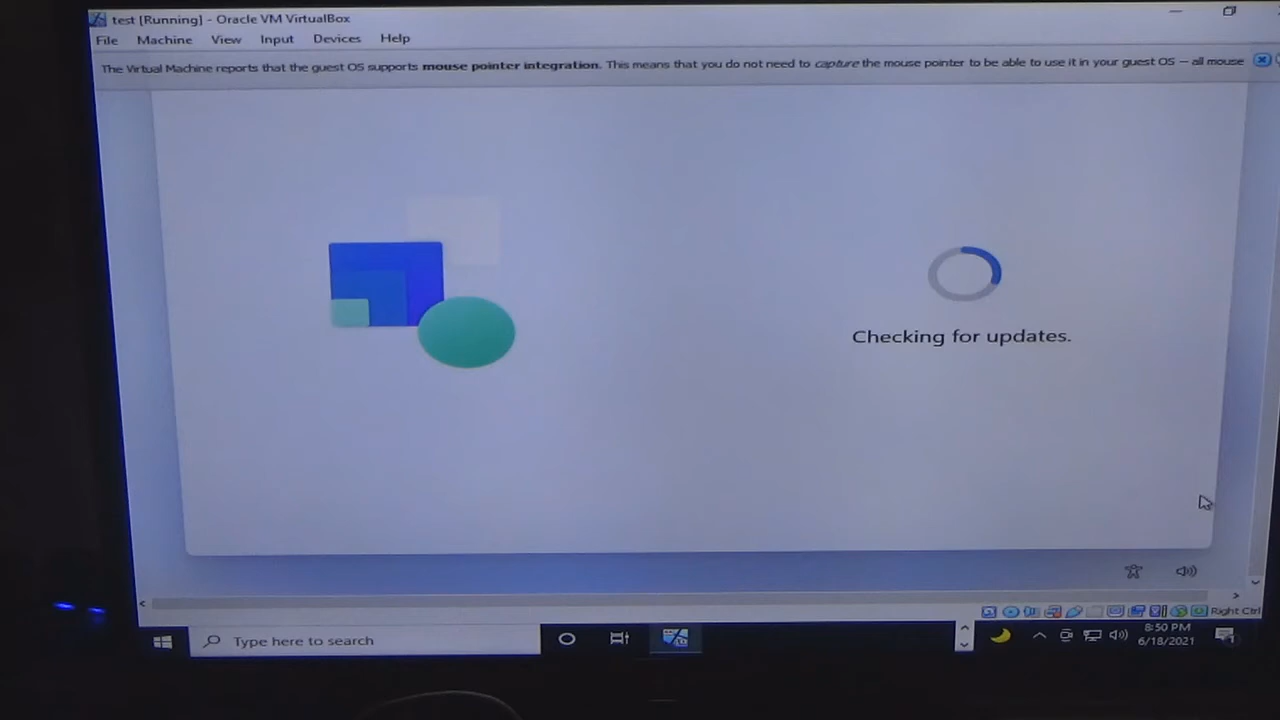 test [Running] - Oracle VM VirtualBox
File Machine View Input Devices Help
The Virtual Machine reports that the guest OS supports mouse pointer integration. This means that you do not need to capture the mouse pointer to be able to use it in your guest OS — all mouse
Checking for updates.
Right Ctrl
Type here to search
8:50 PM
6/18/2021